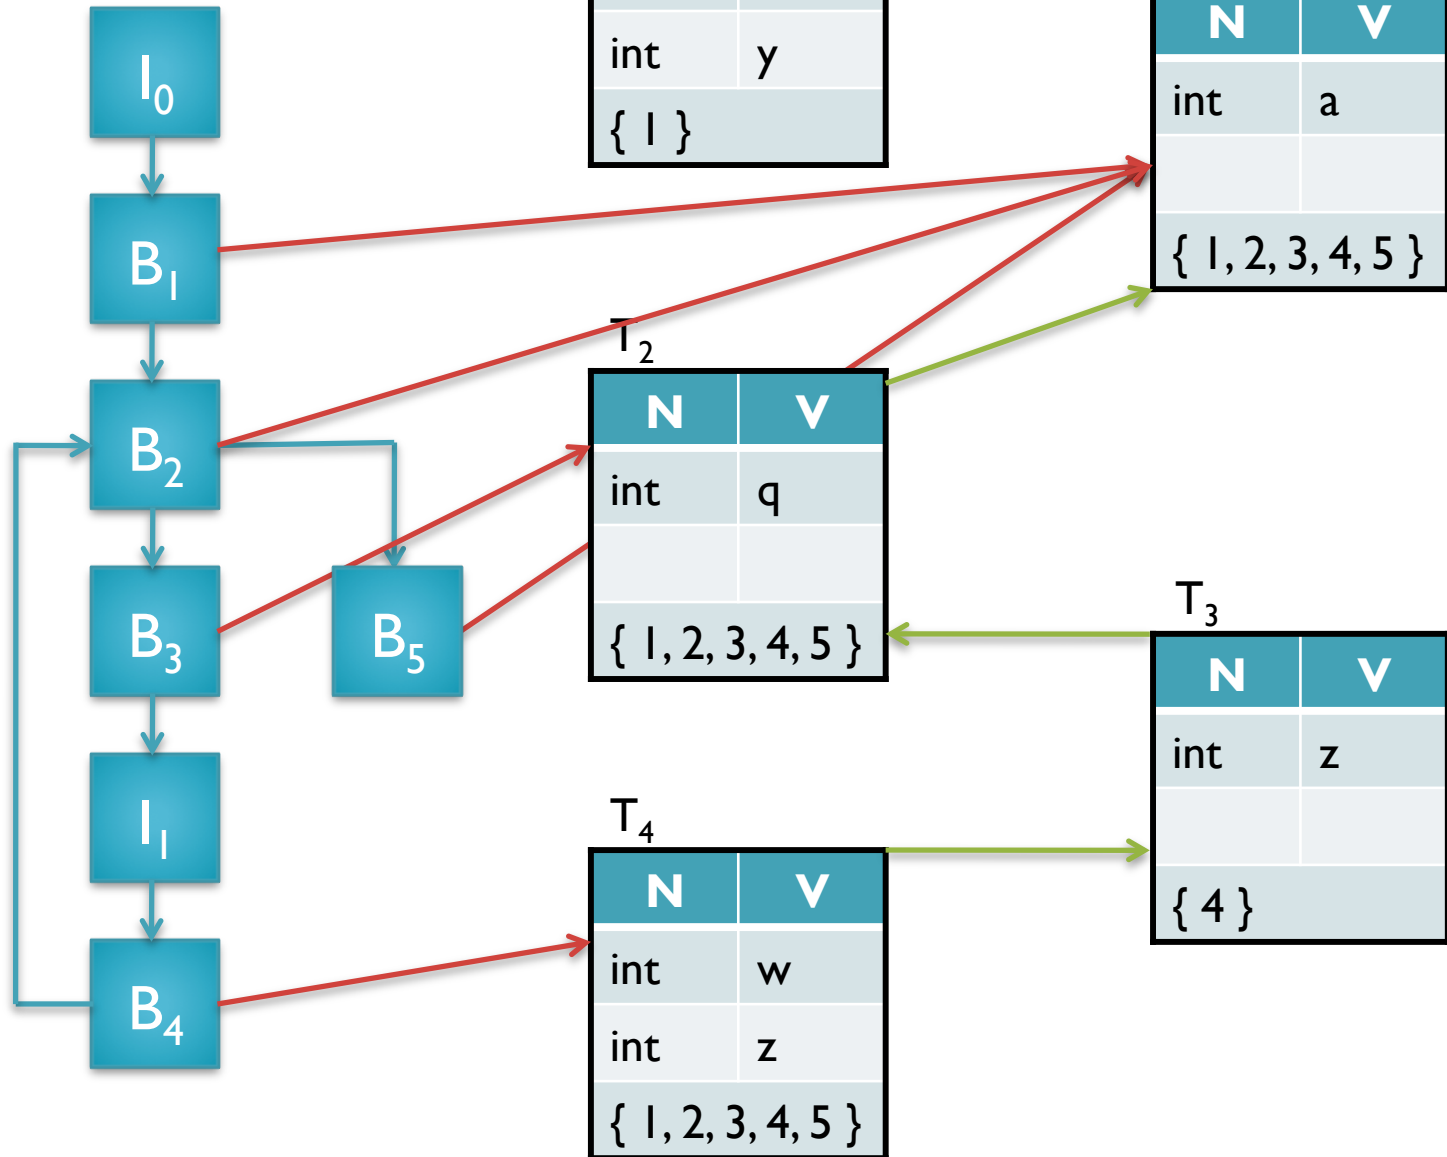 I0
B1
B2
B3
B5
I1
B4
int y
{ 1 }
N V
int a
{ 1, 2, 3, 4, 5 }
T2
N V
int q
{ 1, 2, 3, 4, 5 }
T3
N V
int z
{ 4 }
T4
N V
int w
int z
{ 1, 2, 3, 4, 5 }